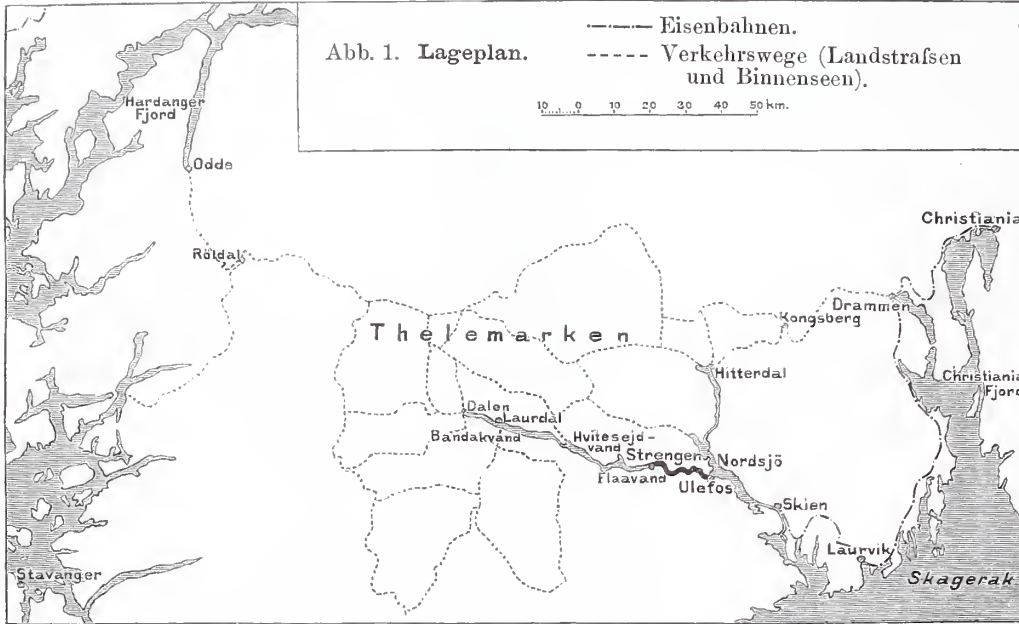 Abb. 1. Lageplan.
Eisenbahnen.
Verkehrswege (Landstraſsen
und Binnenseen).
10 0 10 20 30 40 50 km.
Hardanger
Fjord
Odde
Röldal
Christiania
Drammen
Kongsberg
Thelemarken
Hitterdal
Christiania
Fjord
Dalen
Laurdal
Bandakvand
Hvitesejd-
vand
Strengen
Nordsjö
Flaavand
Ulefos
Skien
Laurvik
Stavanger
Skagerak